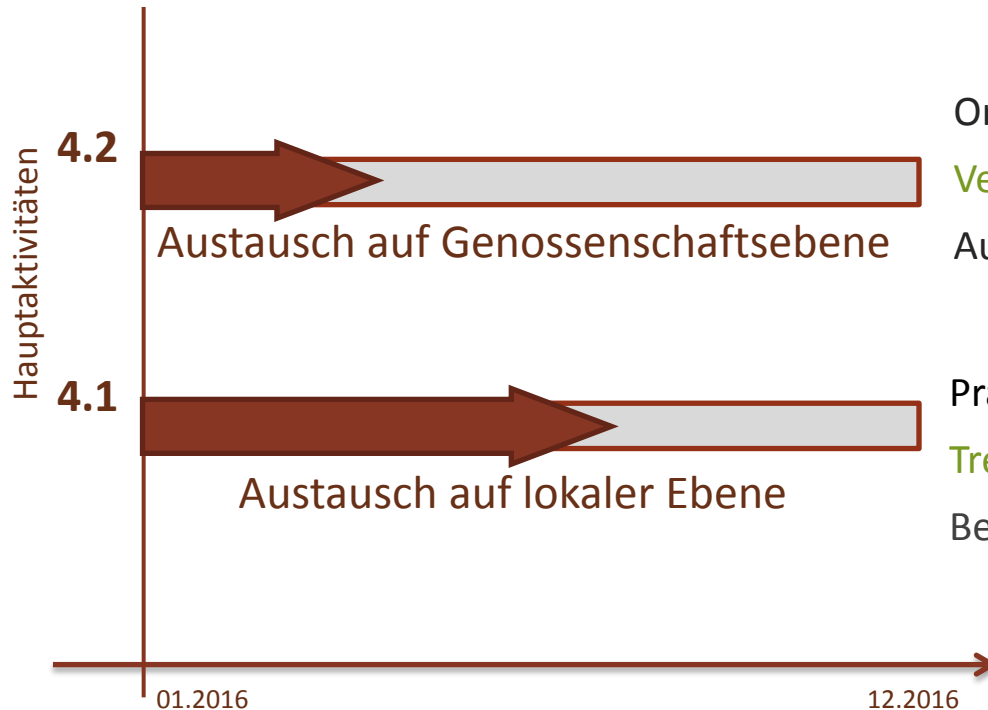 Hauptaktivitäten
4.2
Austausch auf Genossenschaftsebene
4.1
Austausch auf lokaler Ebene
01.2016
12.2016